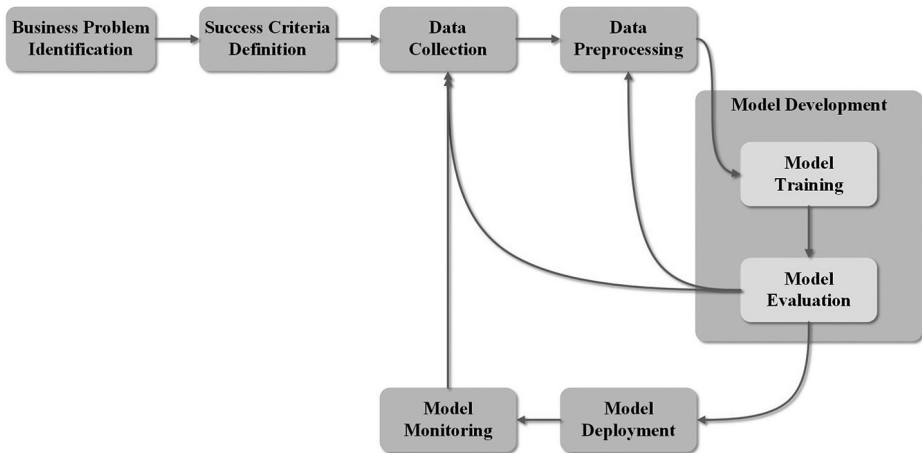 Business Problem
Identification
Success Criteria
Definition
Data
Collection
Data
Preprocessing
Model Development
Model
Training
Model
Evaluation
Model
Deployment
Model
Monitoring